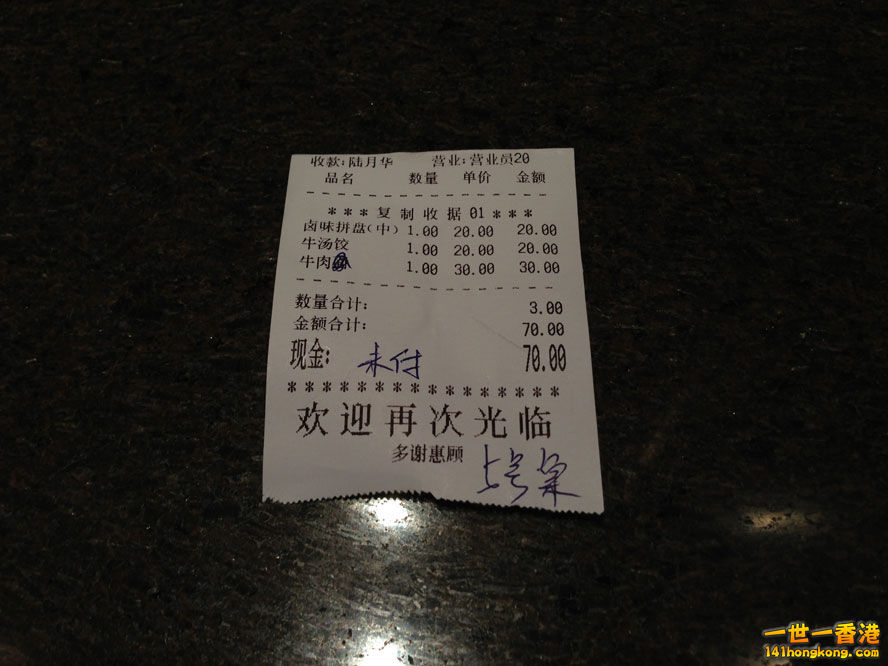 收款:陆月华 营业:营业员20
品名 数量 单价 金额
***复制收据01***
卤味拼盘(中) 1.00 20.00 20.00
牛汤饺 1.00 20.00 20.00
牛肉 1.00 30.00 30.00
数量合计: 3.00
金额合计: 70.00
现金: 未付 70.00
***************
欢迎再次光临
多谢惠顾
号桌
一世一香港
141hongkong.com